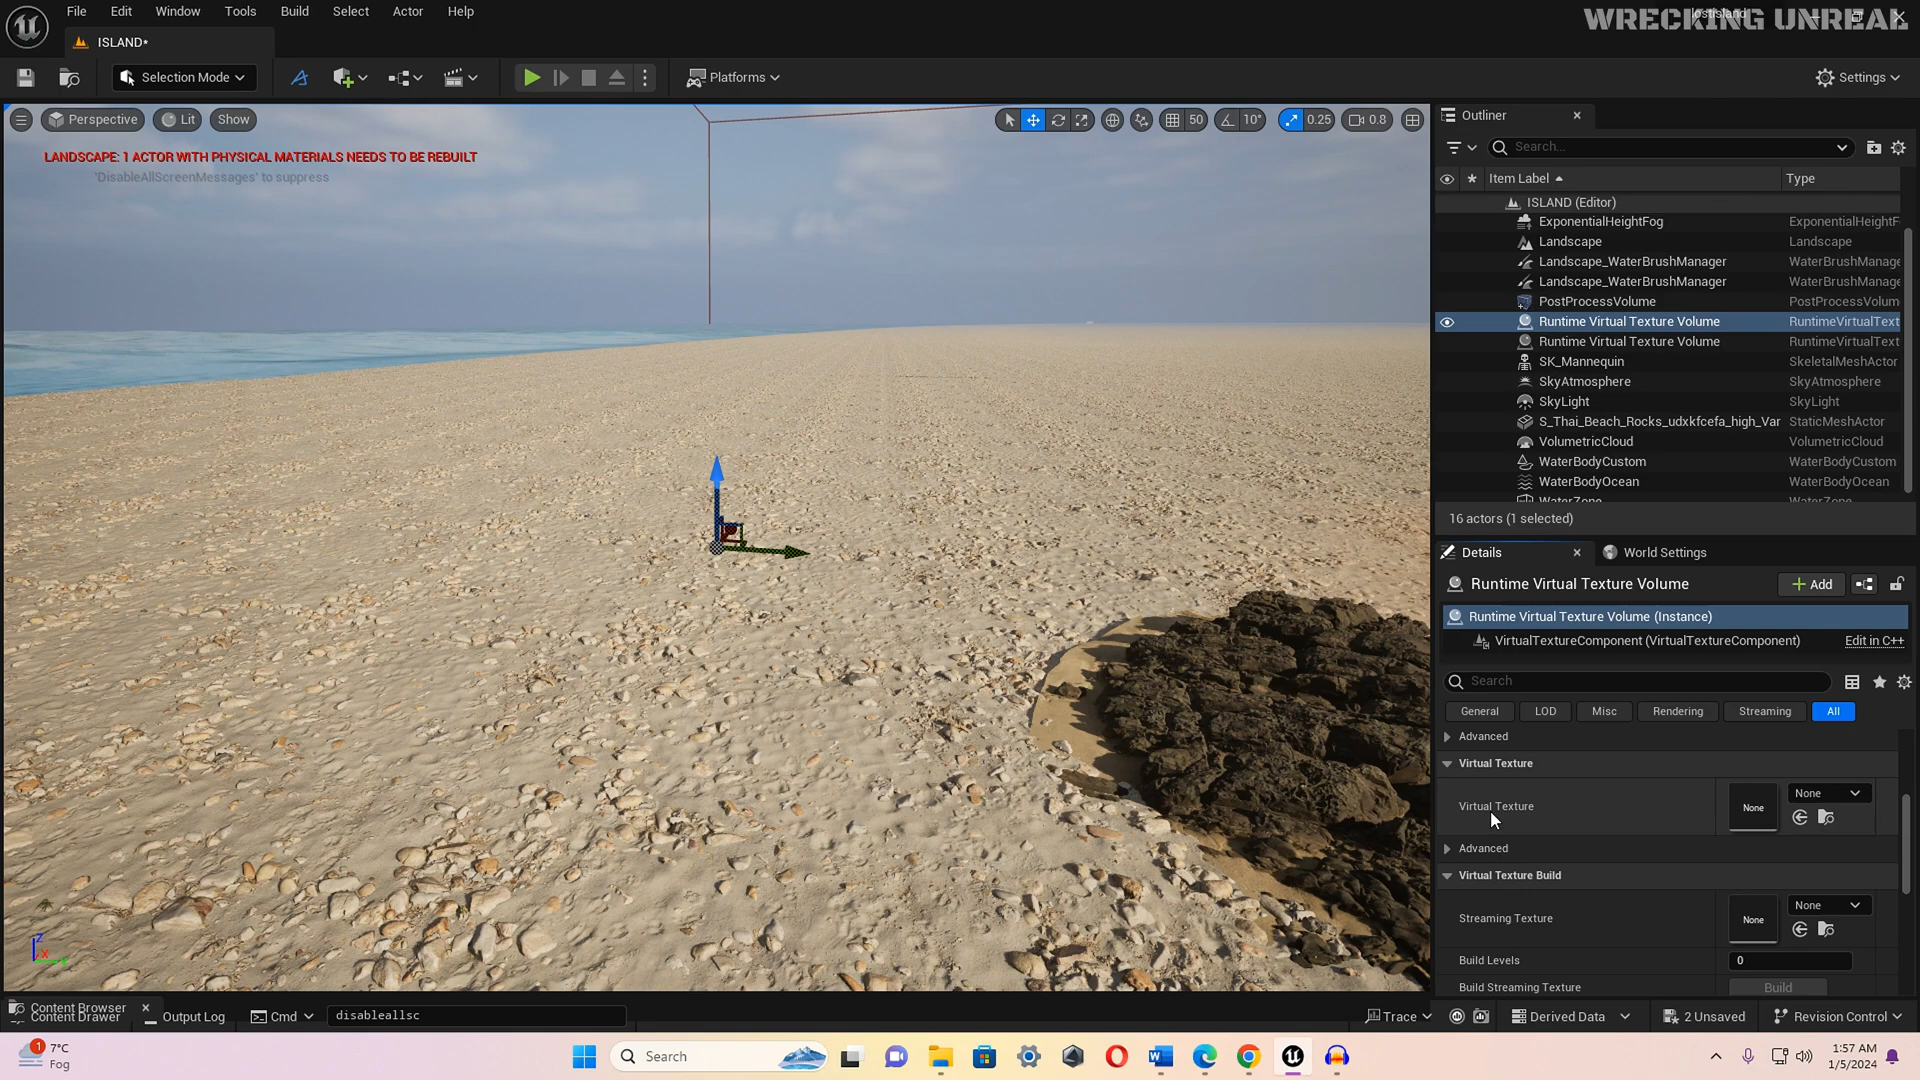 File Edit Window Tools Build Select Actor Help
WRECKING UNREAL
lostisland
ISLAND*
Selection Mode
Platforms
Settings
Perspective Lit Show
50 10° 0.25 0.8
LANDSCAPE: 1 ACTOR WITH PHYSICAL MATERIALS NEEDS TO BE REBUILT
'DisableAllScreenMessages' to suppress
Outliner
Search...
Item Label Type
ISLAND (Editor)
ExponentialHeightFog ExponentialHeightF
Landscape Landscape
Landscape_WaterBrushManager WaterBrushManage
Landscape_WaterBrushManager WaterBrushManage
PostProcessVolume PostProcessVolum
Runtime Virtual Texture Volume RuntimeVirtualText
Runtime Virtual Texture Volume RuntimeVirtualText
SK_Mannequin SkeletalMeshActor
SkyAtmosphere SkyAtmosphere
SkyLight SkyLight
S_Thai_Beach_Rocks_udxkfcefa_high_Var StaticMeshActor
VolumetricCloud VolumetricCloud
WaterBodyCustom WaterBodyCustom
WaterBodyOcean WaterBodyOcean
WaterZone WaterZone
16 actors (1 selected)
Details World Settings
Runtime Virtual Texture Volume
Add
Runtime Virtual Texture Volume (Instance)
VirtualTextureComponent (VirtualTextureComponent) Edit in C++
Search
General LOD Misc Rendering Streaming All
Advanced
Virtual Texture
Virtual Texture None None
Advanced
Virtual Texture Build
Streaming Texture None None
Build Levels 0
Build Streaming Texture Build
Content Browser
Content Drawer Output Log Cmd disableallsc
Trace Derived Data 2 Unsaved Revision Control
1 7°C
Fog
Search
1:57 AM
1/5/2024